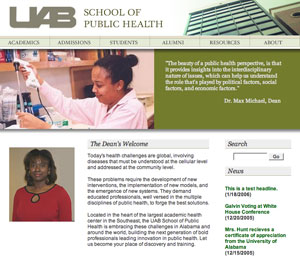 UAB SCHOOL OF
PUBLIC HEALTH
ACADEMICS ADMISSIONS STUDENTS ALUMNI RESOURCES ABOUT
"The beauty of a public health perspective, is that
it provides insights into the interdisciplinary
nature of issues, which can help us understand
the role that's played by political factors, social
factors, and economic factors."
Dr. Max Michael, Dean
The Dean's Welcome
Today's health challenges are global, involving
diseases that must be understood at the cellular level
and addressed at the community level.
These problems require the development of new
interventions, the implementation of new models, and
the emergence of new systems. They demand
educated professionals, well versed in the multiple
disciplines of public health, to forge the best solutions.
Located in the heart of the largest academic health
center in the Southeast, the UAB School of Public
Health is embracing these challenges in Alabama and
around the world, building the next generation of bold
professionals leading innovation in public health. Let
us become your place of discovery and learning.
Search
Go
News
This is a test headline.
(1/18/2006)
Galvin Voting at White
House Conference
(12/20/2005)
Mrs. Hunt recieves a
certificate of appreciation
from the University of
Alabama
(12/15/2005)